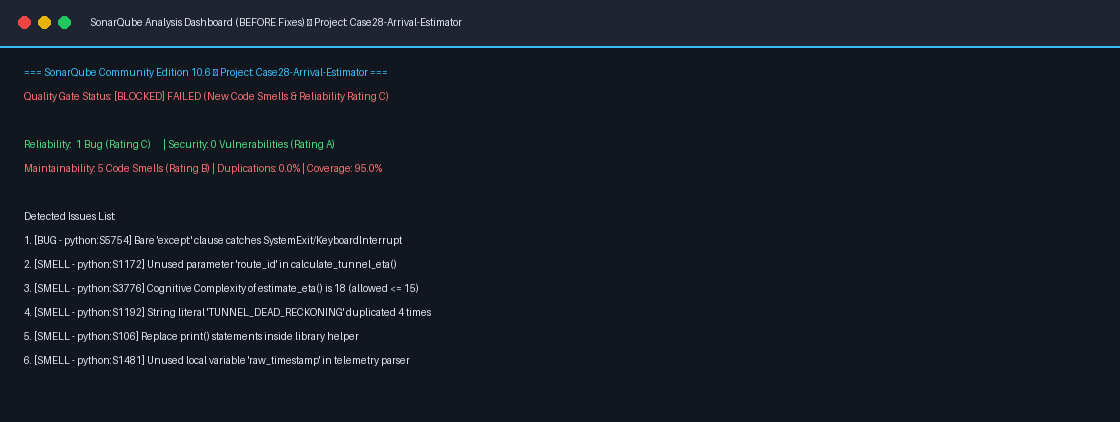 SonarQube Analysis Dashboard (BEFORE Fixes) ▯ Project: Case28-Arrival-Estimator
=== SonarQube Community Edition 10.6 ▯ Project: Case28-Arrival-Estimator ===
Quality Gate Status: [BLOCKED] FAILED (New Code Smells & Reliability Rating C)
Reliability: 1 Bug (Rating C) | Security: 0 Vulnerabilities (Rating A)
Maintainability: 5 Code Smells (Rating B) | Duplications: 0.0% | Coverage: 95.0%
Detected Issues List:
1. [BUG - python:S5754] Bare 'except:' clause catches SystemExit/KeyboardInterrupt
2. [SMELL - python:S1172] Unused parameter 'route_id' in calculate_tunnel_eta()
3. [SMELL - python:S3776] Cognitive Complexity of estimate_eta() is 18 (allowed <= 15)
4. [SMELL - python:S1192] String literal 'TUNNEL_DEAD_RECKONING' duplicated 4 times
5. [SMELL - python:S106] Replace print() statements inside library helper
6. [SMELL - python:S1481] Unused local variable 'raw_timestamp' in telemetry parser